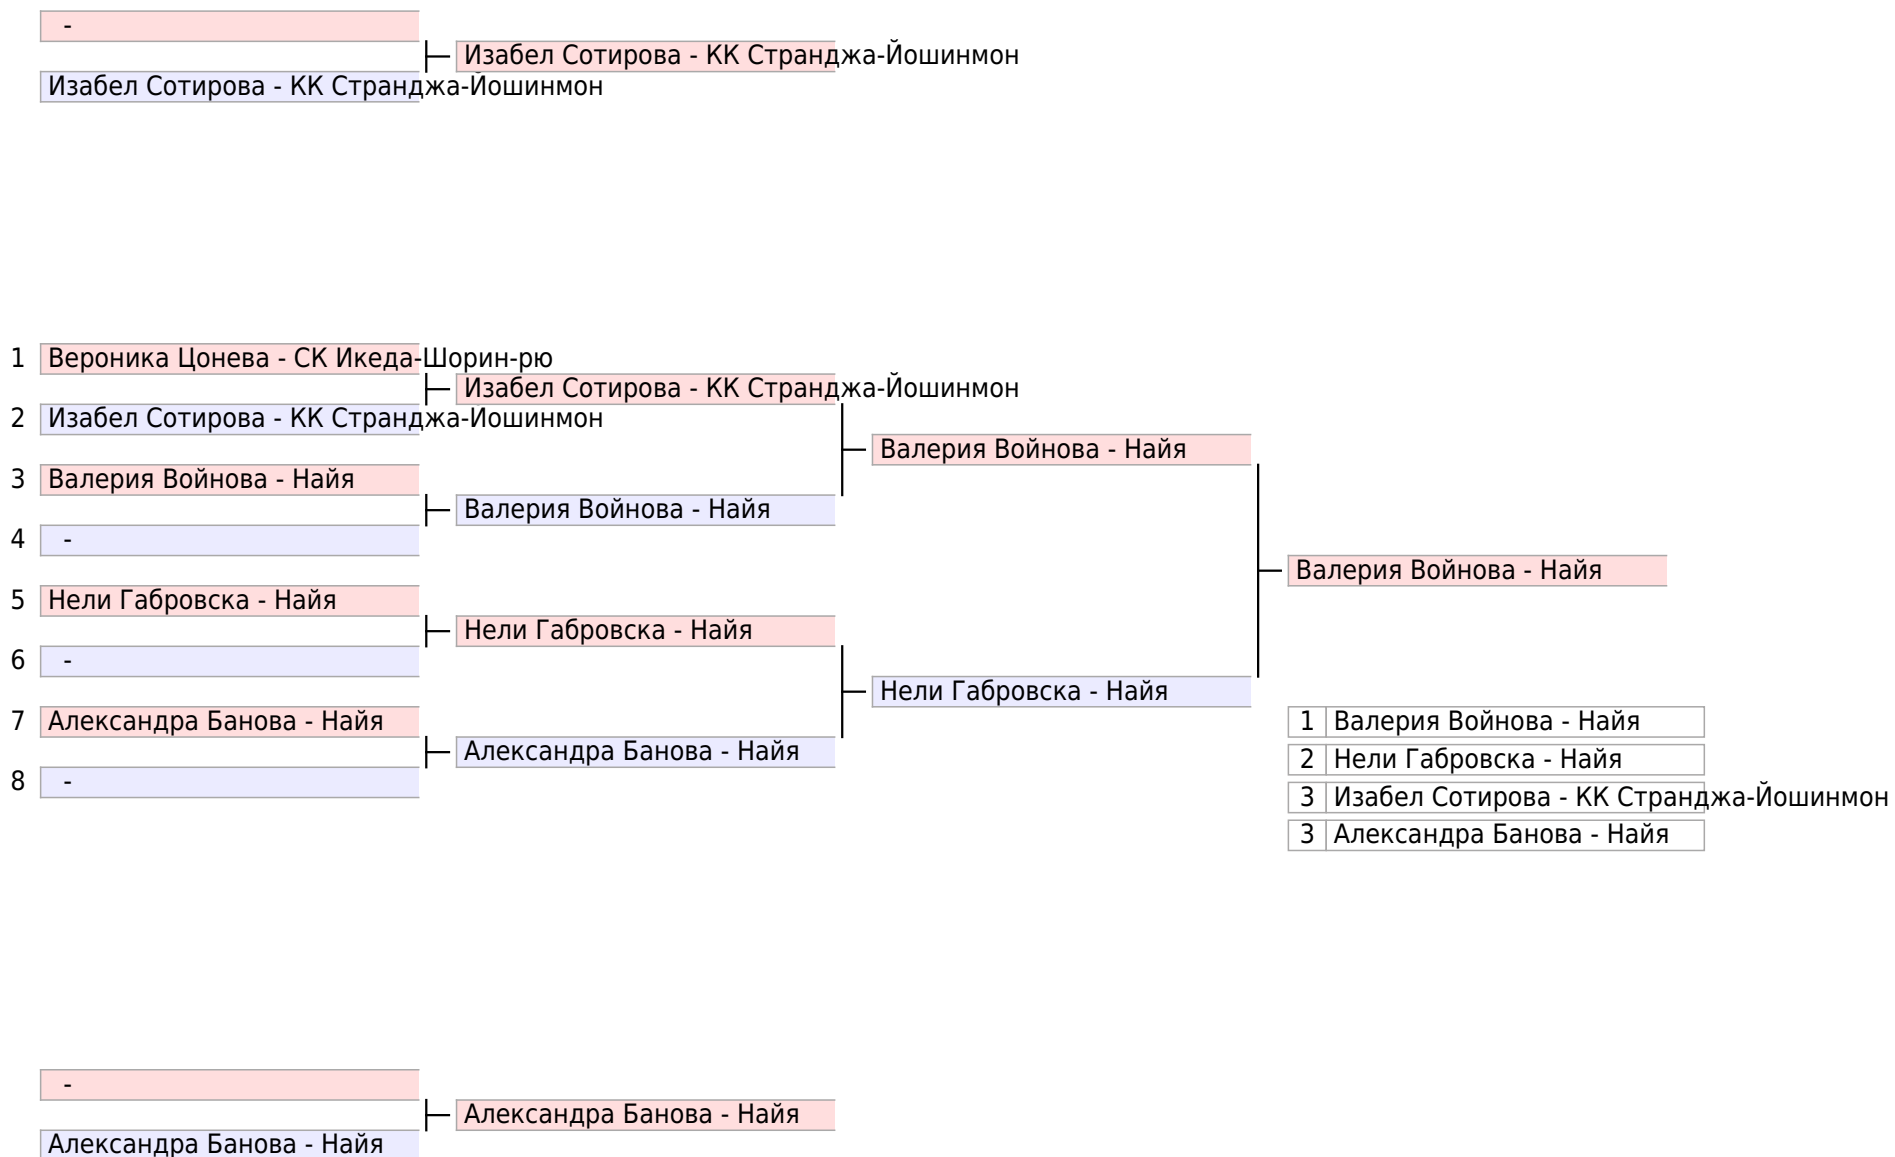 -
Изабел Сотирова - КК Странджа-Йошинмон
Изабел Сотирова - КК Странджа-Йошинмон
1 Вероника Цонева - СК Икеда-Шорин-рю
Изабел Сотирова - КК Странджа-Йошинмон
2 Изабел Сотирова - КК Странджа-Йошинмон
Валерия Войнова - Найя
3 Валерия Войнова - Найя
Валерия Войнова - Найя
4 -
Валерия Войнова - Найя
5 Нели Габровска - Найя
Нели Габровска - Найя
6 -
Нели Габровска - Найя
7 Александра Банова - Найя
Александра Банова - Найя
8 -
1 Валерия Войнова - Найя
2 Нели Габровска - Найя
3 Изабел Сотирова - КК Странджа-Йошинмон
3 Александра Банова - Найя
-
Александра Банова - Найя
Александра Банова - Найя